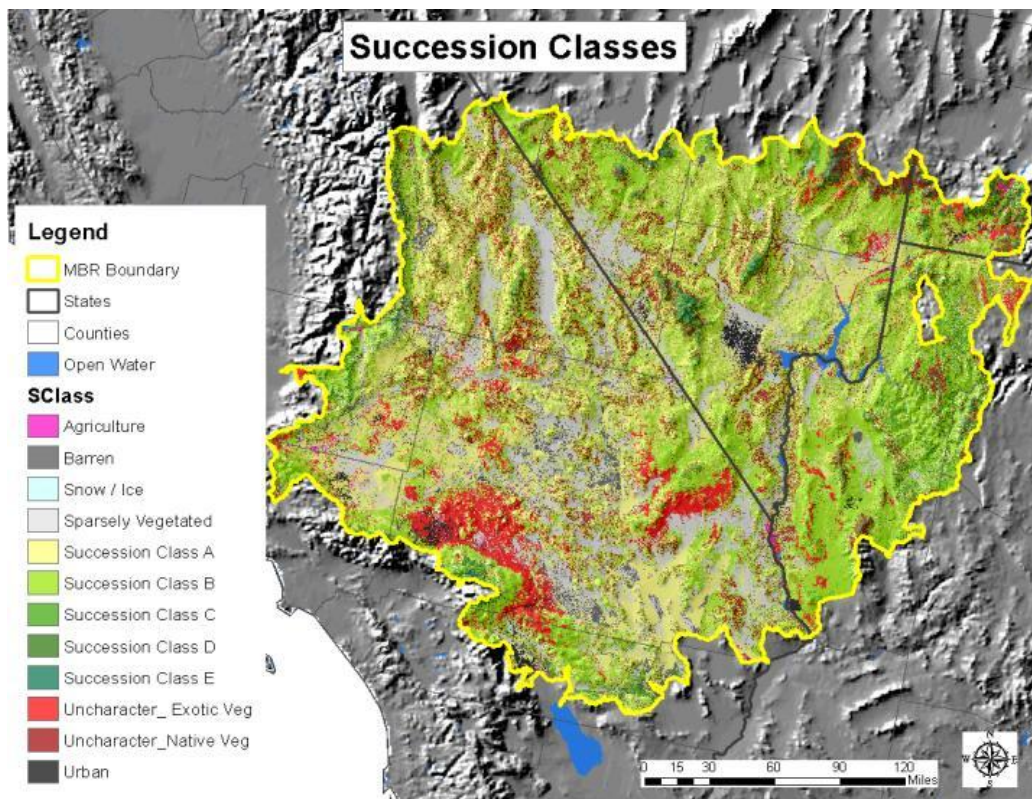 Succession Classes
Legend
MBR Boundary
States
Counties
Open Water
SClass
Agriculture
Barren
Snow / Ice
Sparsely Vegetated
Succession Class A
Succession Class B
Succession Class C
Succession Class D
Succession Class E
Uncharacter_ Exotic Veg
Uncharacter_Native Veg
Urban
0 15 30 60 90 120
Miles
N
W E
S